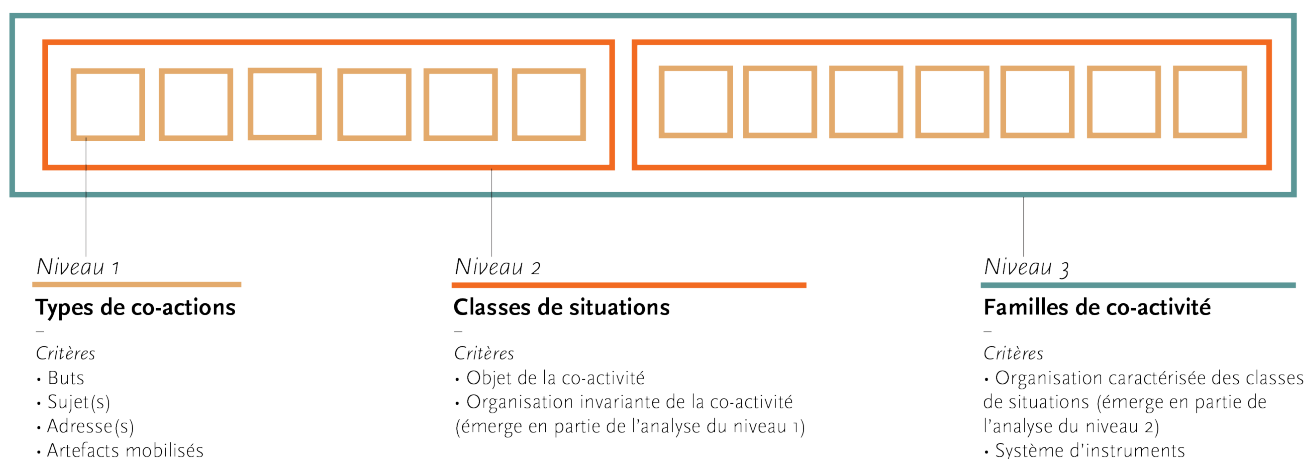 Niveau 1
Types de co-actions
–
Critères
• Buts
• Sujet(s)
• Adresse(s)
• Artefacts mobilisés
Niveau 2
Classes de situations
–
Critères
• Objet de la co-activité
• Organisation invariante de la co-activité
(émerge en partie de l'analyse du niveau 1)
Niveau 3
Familles de co-activité
–
Critères
• Organisation caractérisée des classes
de situations (émerge en partie de
l'analyse du niveau 2)
• Système d'instruments